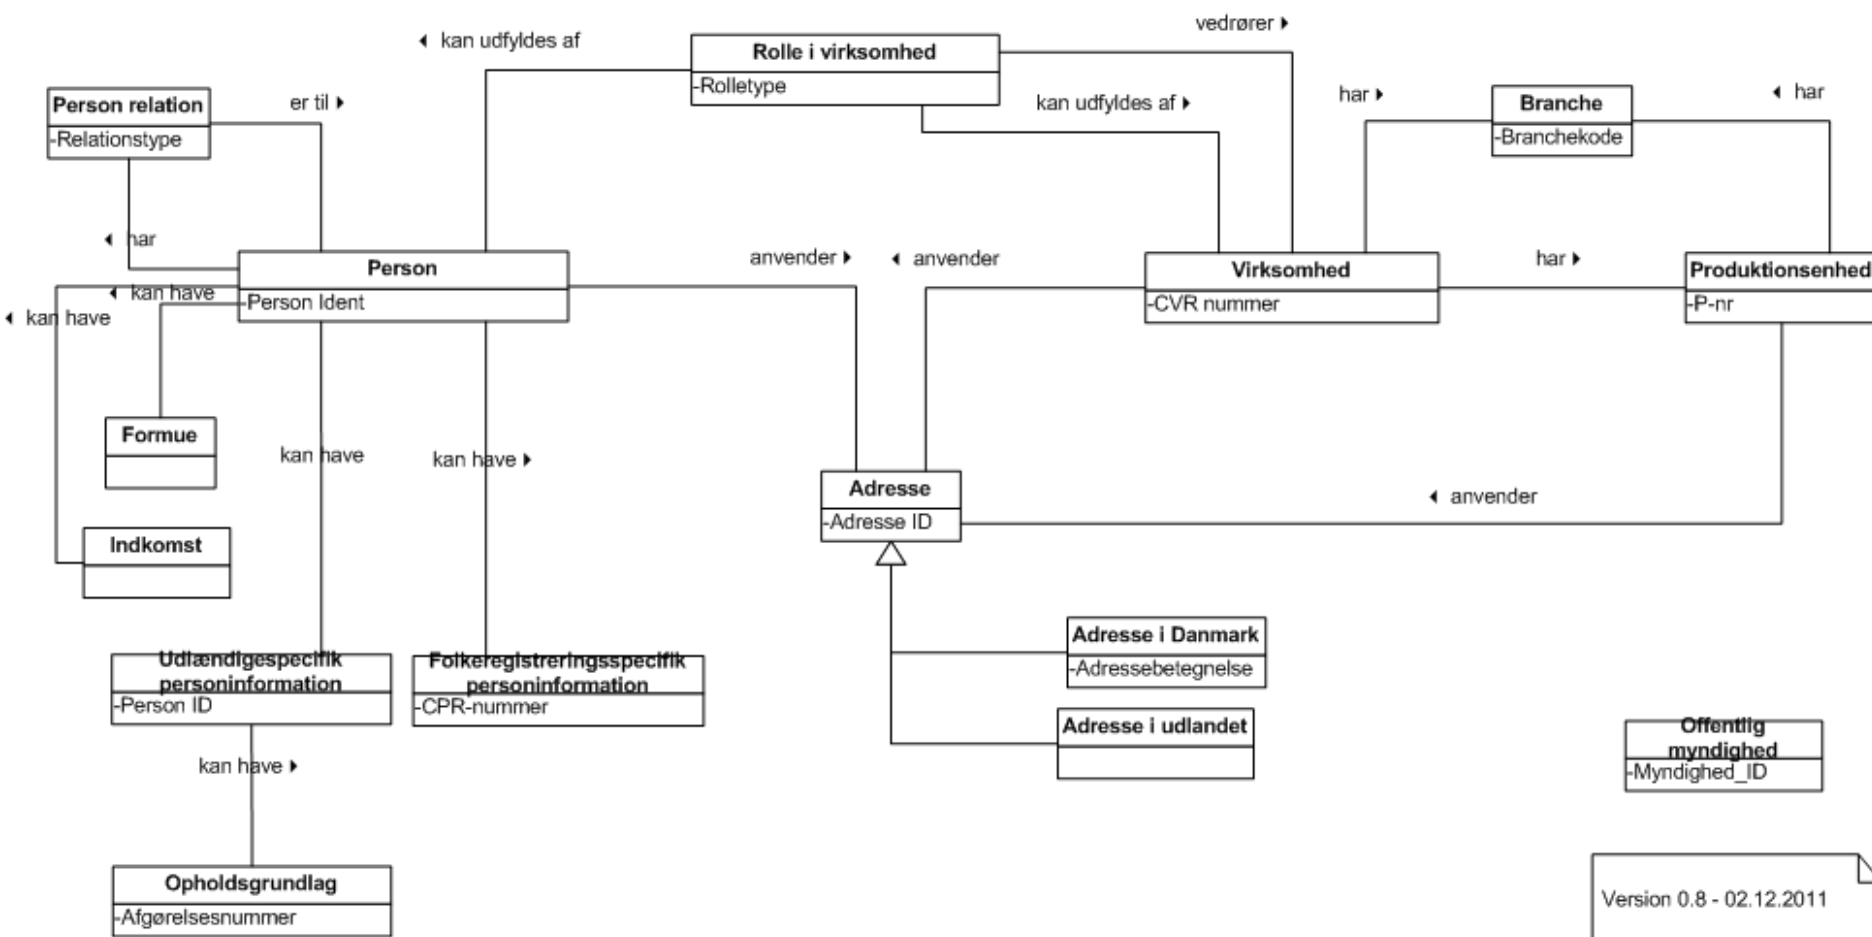 vedrører
Rolle i virksomhed
-Rolletype
kan udfyldes af
kan udfyldes af
Person relation
-Relationstype
er til
har
Branche
-Branchekode
har
har
Person
-Person Ident
anvender
anvender
Virksomhed
-CVR nummer
har
Produktionsenhed
-P-nr
kan have
kan have
Formue
kan have
kan have
Adresse
-Adresse ID
anvender
Indkomst
Adresse i Danmark
-Adressebetegnelse
Udlændigespecifik
personinformation
-Person ID
Folkeregistreringsspecifik
personinformation
-CPR-nummer
Adresse i udlandet
Offentlig
myndighed
-Myndighed_ID
kan have
Opholdsgrundlag
-Afgørelsesnummer
Version 0.8 - 02.12.2011